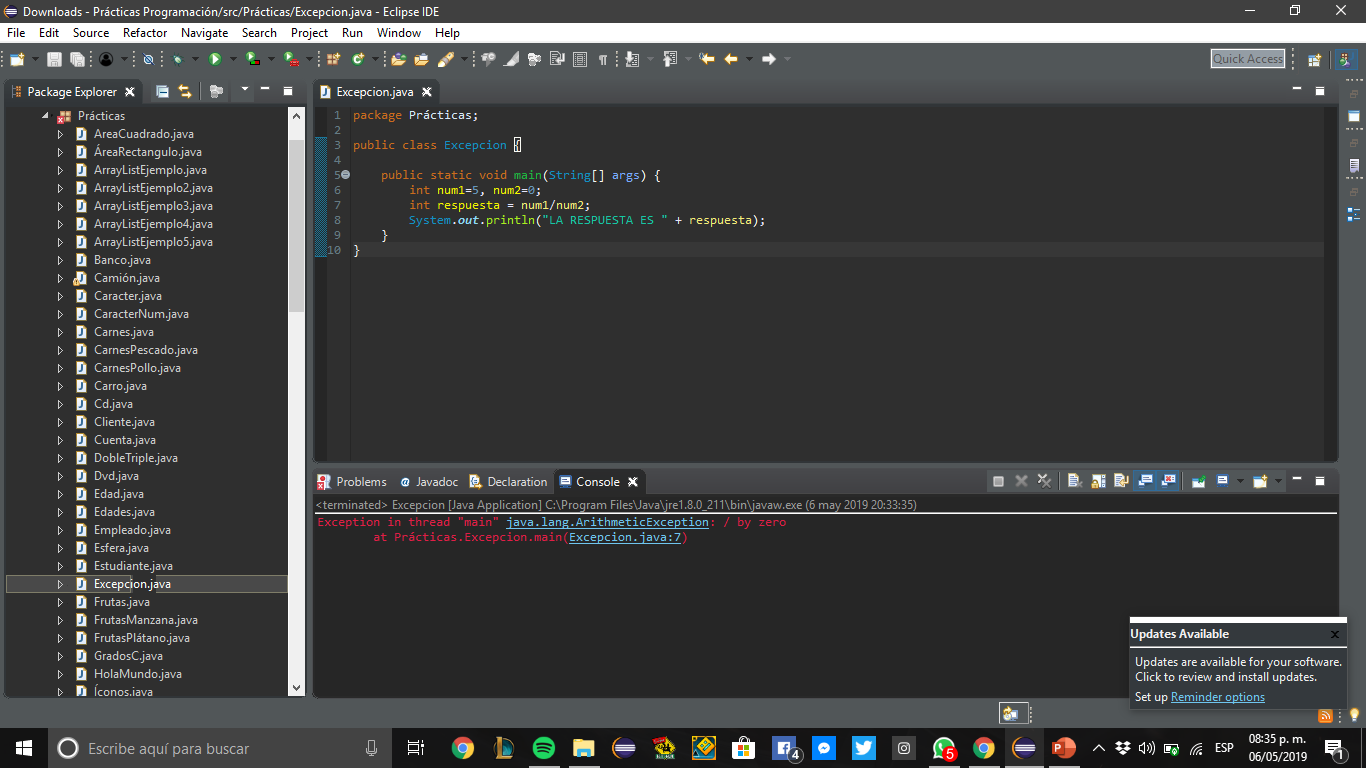 Downloads - Prácticas Programación/src/Prácticas/Excepcion.java - Eclipse IDE
File Edit Source Refactor Navigate Search Project Run Window Help
Quick Access
Package Explorer
Prácticas
AreaCuadrado.java
ÁreaRectangulo.java
ArrayListEjemplo.java
ArrayListEjemplo2.java
ArrayListEjemplo3.java
ArrayListEjemplo4.java
ArrayListEjemplo5.java
Banco.java
Camión.java
Caracter.java
CaracterNum.java
Carnes.java
CarnesPescado.java
CarnesPollo.java
Carro.java
Cd.java
Cliente.java
Cuenta.java
DobleTriple.java
Dvd.java
Edad.java
Edades.java
Empleado.java
Esfera.java
Estudiante.java
Excepcion.java
Frutas.java
FrutasManzana.java
FrutasPlátano.java
GradosC.java
HolaMundo.java
Íconos.java
Excepcion.java
1 package Prácticas;
2
3 public class Excepcion {
4
5 public static void main(String[] args) {
6 int num1=5, num2=0;
7 int respuesta = num1/num2;
8 System.out.println("LA RESPUESTA ES " + respuesta);
9 }
10 }
Problems @ Javadoc Declaration Console
<terminated> Excepcion [Java Application] C:\Program Files\Java\jre1.8.0_211\bin\javaw.exe (6 may 2019 20:33:35)
Exception in thread "main" java.lang.ArithmeticException: / by zero
at Prácticas.Excepcion.main(Excepcion.java:7)
Updates Available
Updates are available for your software.
Click to review and install updates.
Set up Reminder options
Escribe aquí para buscar
4
5
ESP
08:35 p. m.
06/05/2019
1